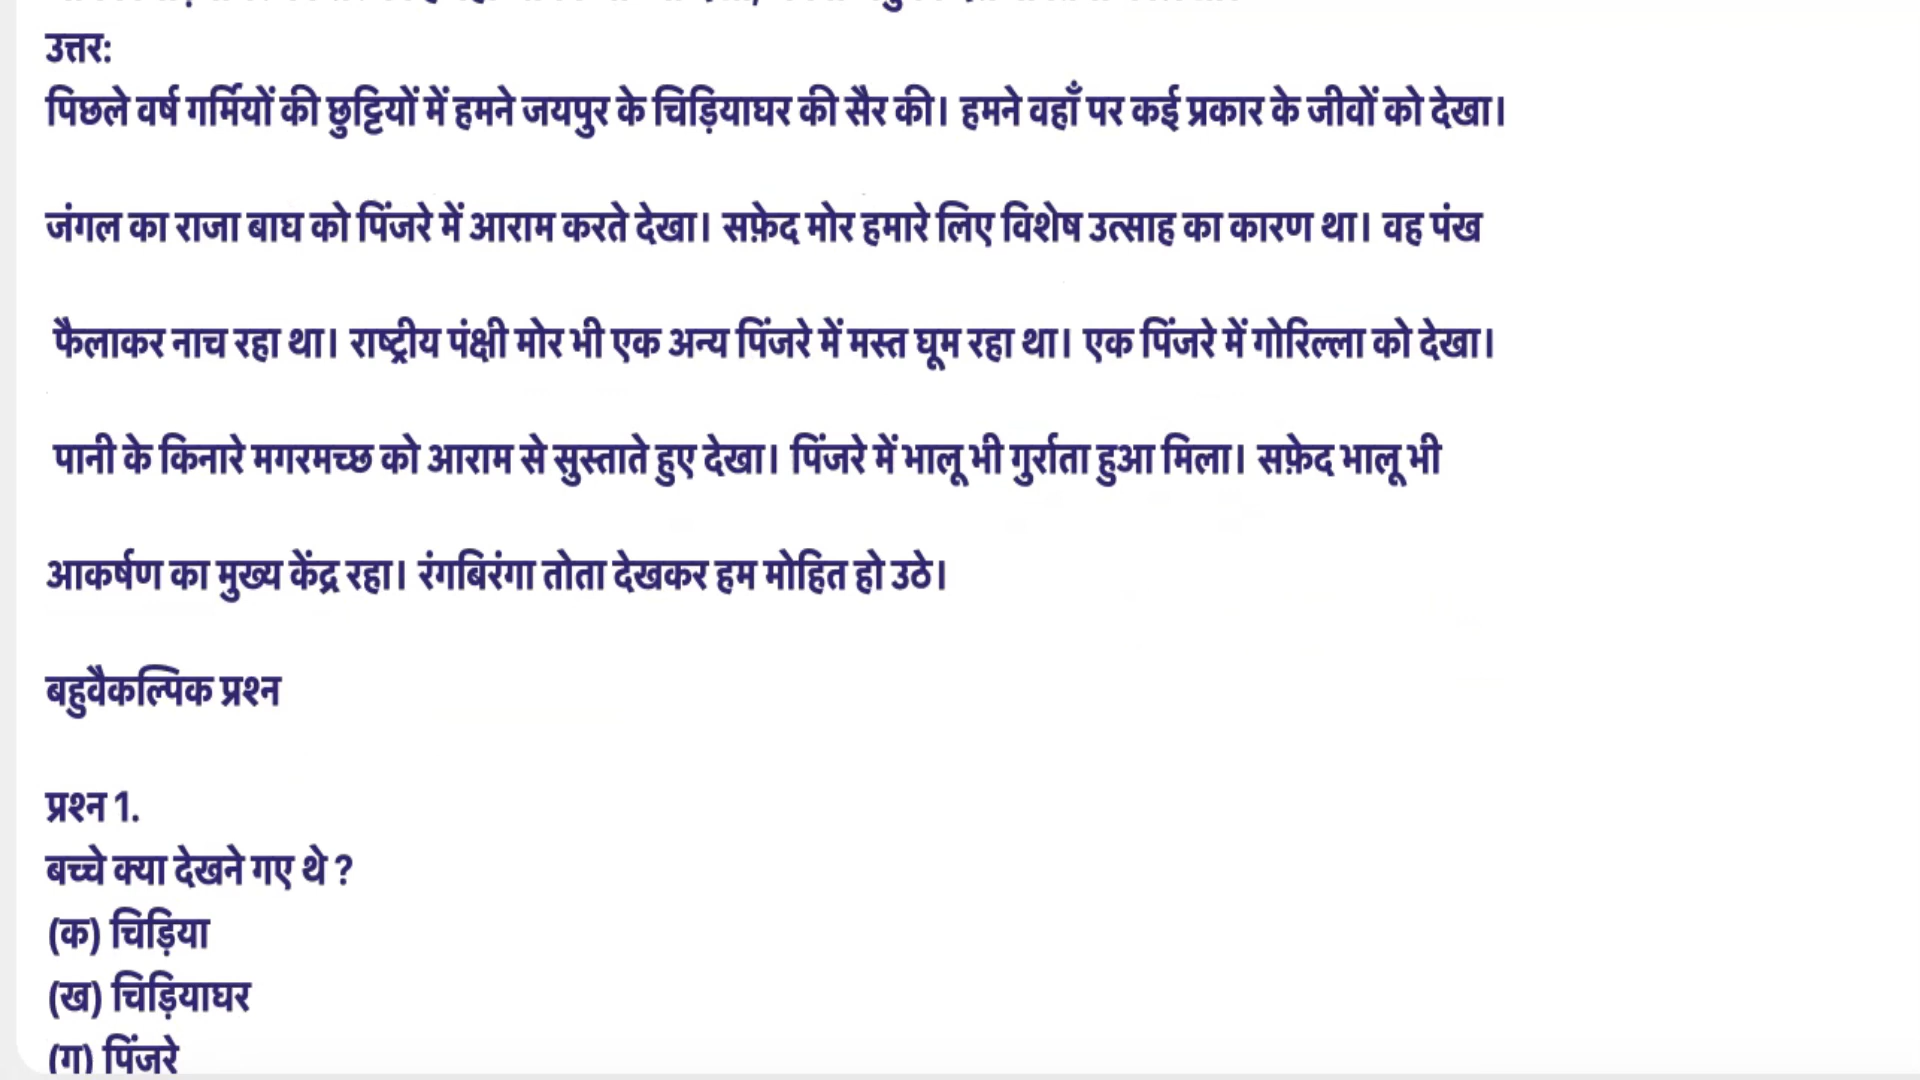 उत्तर:
पिछले वर्ष गर्मियों की छुट्टियों में हमने जयपुर के चिड़ियाघर की सैर की। हमने वहाँ पर कई प्रकार के जीवों को देखा।
जंगल का राजा बाघ को पिंजरे में आराम करते देखा। सफ़ेद मोर हमारे लिए विशेष उत्साह का कारण था। वह पंख
फैलाकर नाच रहा था। राष्ट्रीय पंक्षी मोर भी एक अन्य पिंजरे में मस्त घूम रहा था। एक पिंजरे में गोरिल्ला को देखा।
पानी के किनारे मगरमच्छ को आराम से सुस्ताते हुए देखा। पिंजरे में भालू भी गुर्राता हुआ मिला। सफ़ेद भालू भी
आकर्षण का मुख्य केंद्र रहा। रंगबिरंगा तोता देखकर हम मोहित हो उठे।
बहुवैकल्पिक प्रश्न
प्रश्न 1.
बच्चे क्या देखने गए थे ?
(क) चिड़िया
(ख) चिड़ियाघर
(ग) पिंजरे